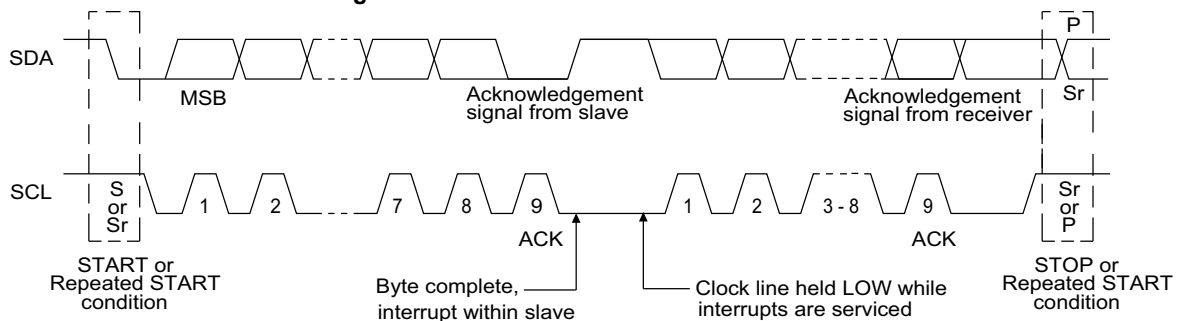 P
SDA
MSB
Acknowledgement
signal from slave
Acknowledgement
signal from receiver
Sr
SCL
S
or
Sr
1
2
7
8
9
1
2
3 - 8
9
Sr
or
P
ACK
ACK
START or
Repeated START
condition
Byte complete,
interrupt within slave
Clock line held LOW while
interrupts are serviced
STOP or
Repeated START
condition